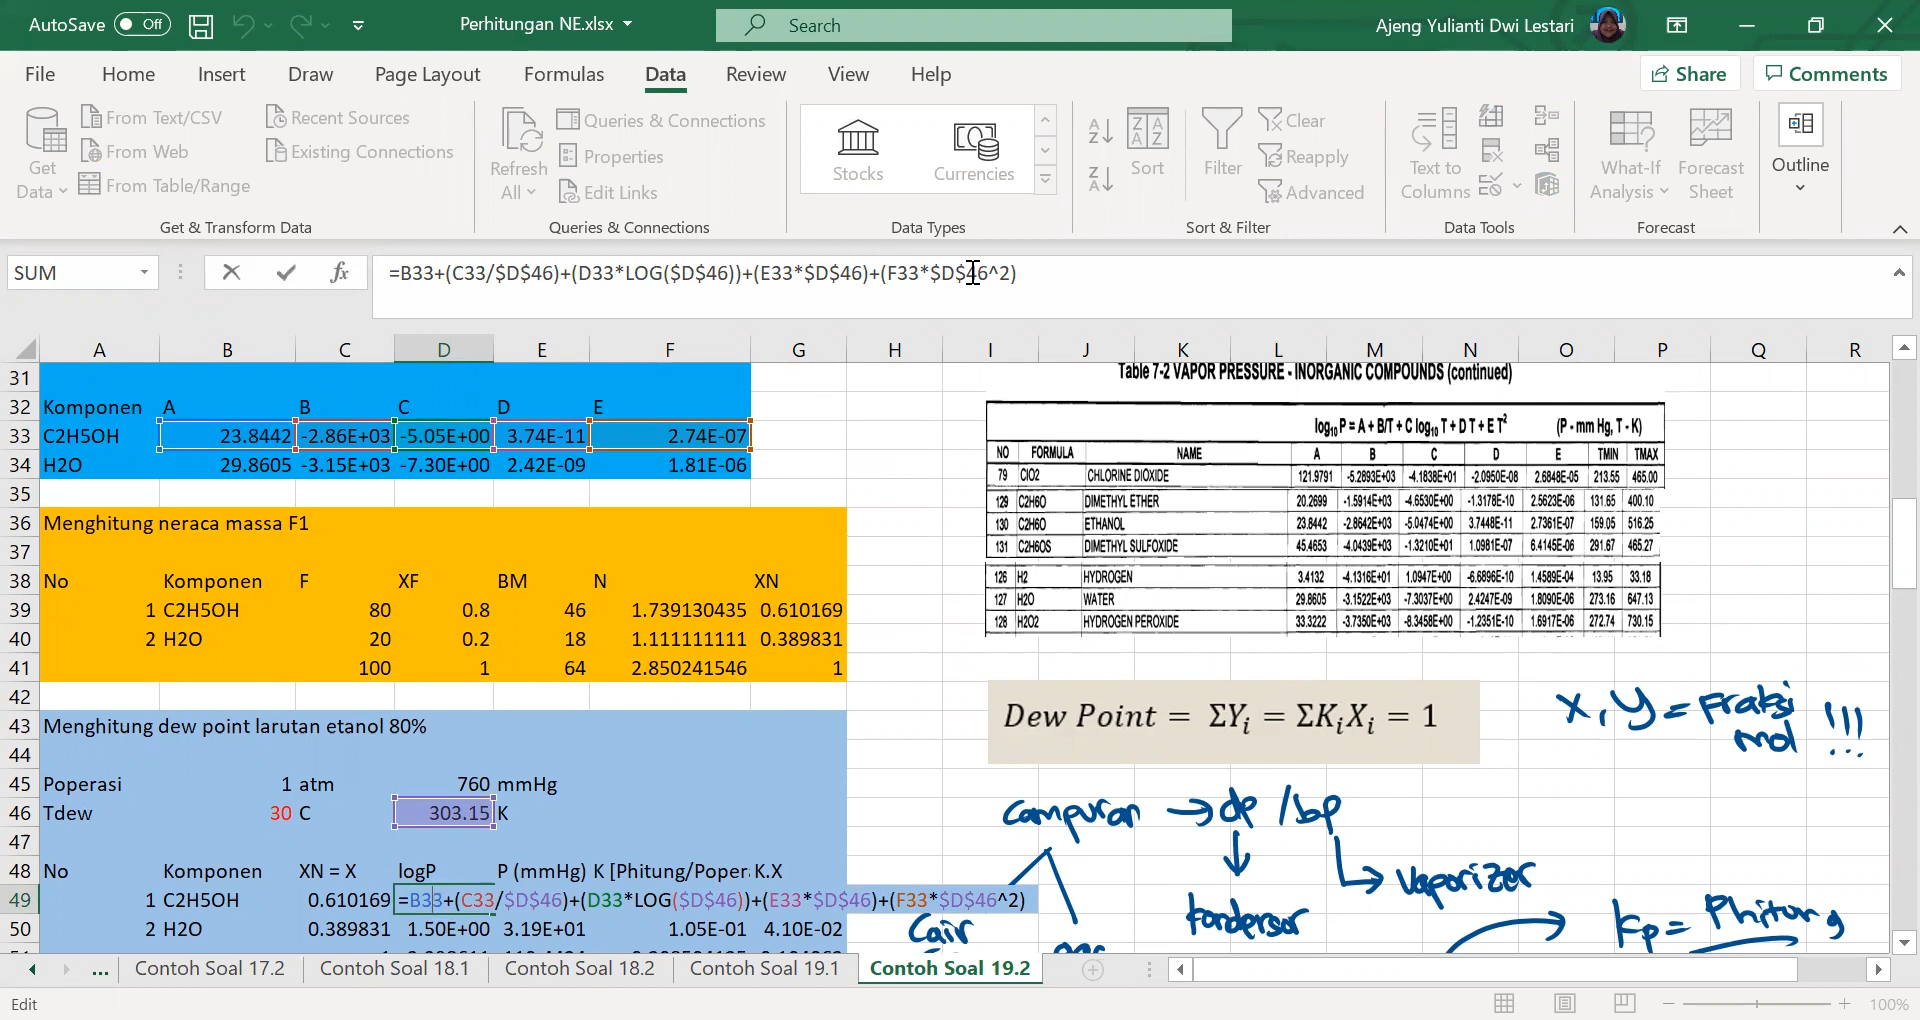 AutoSave Off Perhitungan NE.xlsx Search Ajeng Yulianti Dwi Lestari
File Home Insert Draw Page Layout Formulas Data Review View Help Share Comments
Get Data From Text/CSV From Web From Table/Range Recent Sources Existing Connections
Refresh All Queries & Connections Properties Edit Links
Stocks Currencies
Sort Filter Clear Reapply Advanced
Text to Columns What-If Analysis Forecast Sheet Outline
Get & Transform Data Queries & Connections Data Types Sort & Filter Data Tools Forecast
SUM fx =B33+(C33/$D$46)+(D33*LOG($D$46))+(E33*$D$46)+(F33*$D$46^2)
A B C D E F G H I J K L M N O P Q R
31
32 Komponen A B C D E
33 C2H5OH 23.8442 -2.86E+03 -5.05E+00 3.74E-11 2.74E-07
34 H2O 29.8605 -3.15E+03 -7.30E+00 2.42E-09 1.81E-06
35
36 Menghitung neraca massa F1
37
38 No Komponen F XF BM N XN
39 1 C2H5OH 80 0.8 46 1.739130435 0.610169
40 2 H2O 20 0.2 18 1.111111111 0.389831
41 100 1 64 2.850241546 1
42
43 Menghitung dew point larutan etanol 80%
44
45 Poperasi 1 atm 760 mmHg
46 Tdew 30 C 303.15 K
47
48 No Komponen XN = X logP P (mmHg) K [Phitung/Popera K.X
49 1 C2H5OH 0.610169 =B33+(C33/$D$46)+(D33*LOG($D$46))+(E33*$D$46)+(F33*$D$46^2)
50 2 H2O 0.389831 1.50E+00 3.19E+01 1.05E-01 4.10E-02
Table 7-2 VAPOR PRESSURE - INORGANIC COMPOUNDS (continued)
log10 P = A + B/T + C log10 T + D T + E T2 (P - mm Hg, T - K)
NO FORMULA NAME A B C D E TMIN TMAX
79 ClO2 CHLORINE DIOXIDE 121.9791 -5.2893E+03 -4.1838E+01 -2.0950E-08 2.6848E-05 213.55 465.00
129 C2H6O DIMETHYL ETHER 20.2699 -1.5914E+03 -4.6530E+00 -1.3178E-10 2.5623E-06 131.65 400.10
130 C2H6O ETHANOL 23.8442 -2.8642E+03 -5.0474E+00 3.7448E-11 2.7361E-07 159.05 516.25
131 C2H6OS DIMETHYL SULFOXIDE 45.4653 -4.0439E+03 -1.3210E+01 1.0981E-07 6.4145E-06 291.67 465.27
126 H2 HYDROGEN 3.4132 -4.1316E+01 1.0947E+00 -6.6896E-10 1.4589E-04 13.95 33.18
127 H2O WATER 29.8605 -3.1522E+03 -7.3037E+00 2.4247E-09 1.8090E-06 273.16 647.13
128 H2O2 HYDROGEN PEROXIDE 33.3222 -3.7350E+03 -8.3458E+00 -1.2351E-10 1.6917E-06 272.74 730.15
Dew Point = ΣYi = ΣKiXi = 1
X, Y = Fraksi mol !!!
Campuran → dp / bp
Vaporizer
Kondensor
Cair
Kp = Phitung
... Contoh Soal 17.2 Contoh Soal 18.1 Contoh Soal 18.2 Contoh Soal 19.1 Contoh Soal 19.2
Edit 100%